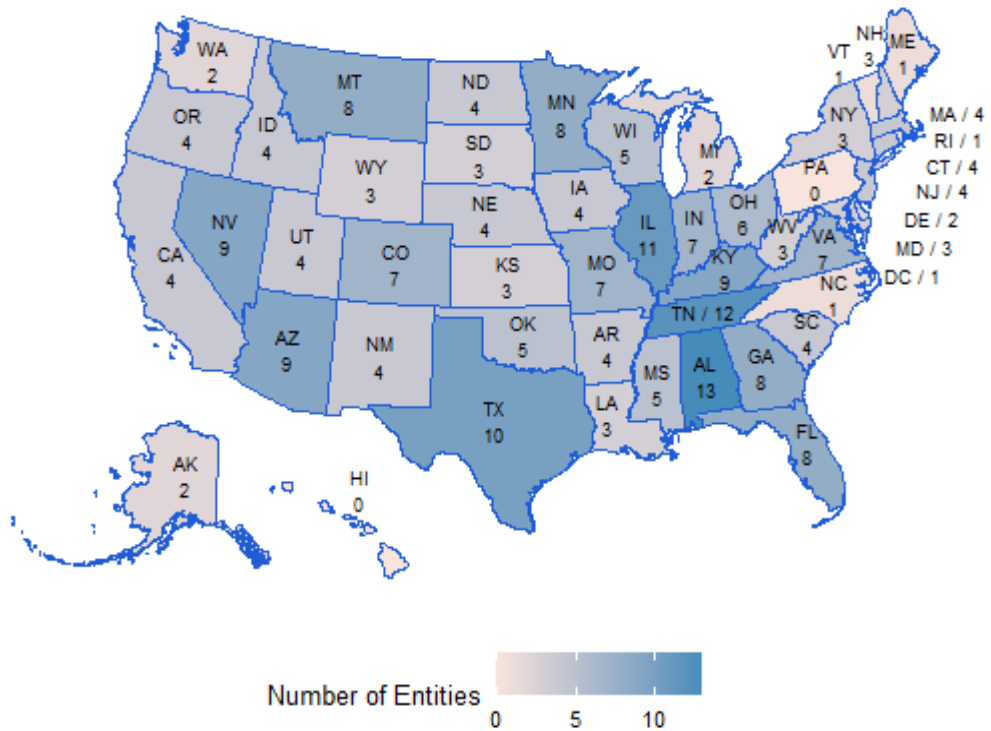 NH
3
ME
1
VT
1
WA
2
MT
8
ND
4
MN
8
OR
4
ID
4
SD
3
WI
5
NY
3
MA / 4
RI / 1
CT / 4
NJ / 4
DE / 2
MD / 3
DC / 1
WY
3
MI
2
PA
0
IA
4
NE
4
NV
9
UT
4
CO
7
CA
4
IL
11
IN
7
OH
6
WV
3
VA
7
KS
3
MO
7
KY
9
NC
1
TN / 12
SC
4
AZ
9
NM
4
OK
5
AR
4
MS
5
AL
13
GA
8
TX
10
LA
3
FL
8
AK
2
HI
0
Number of Entities
0 5 10